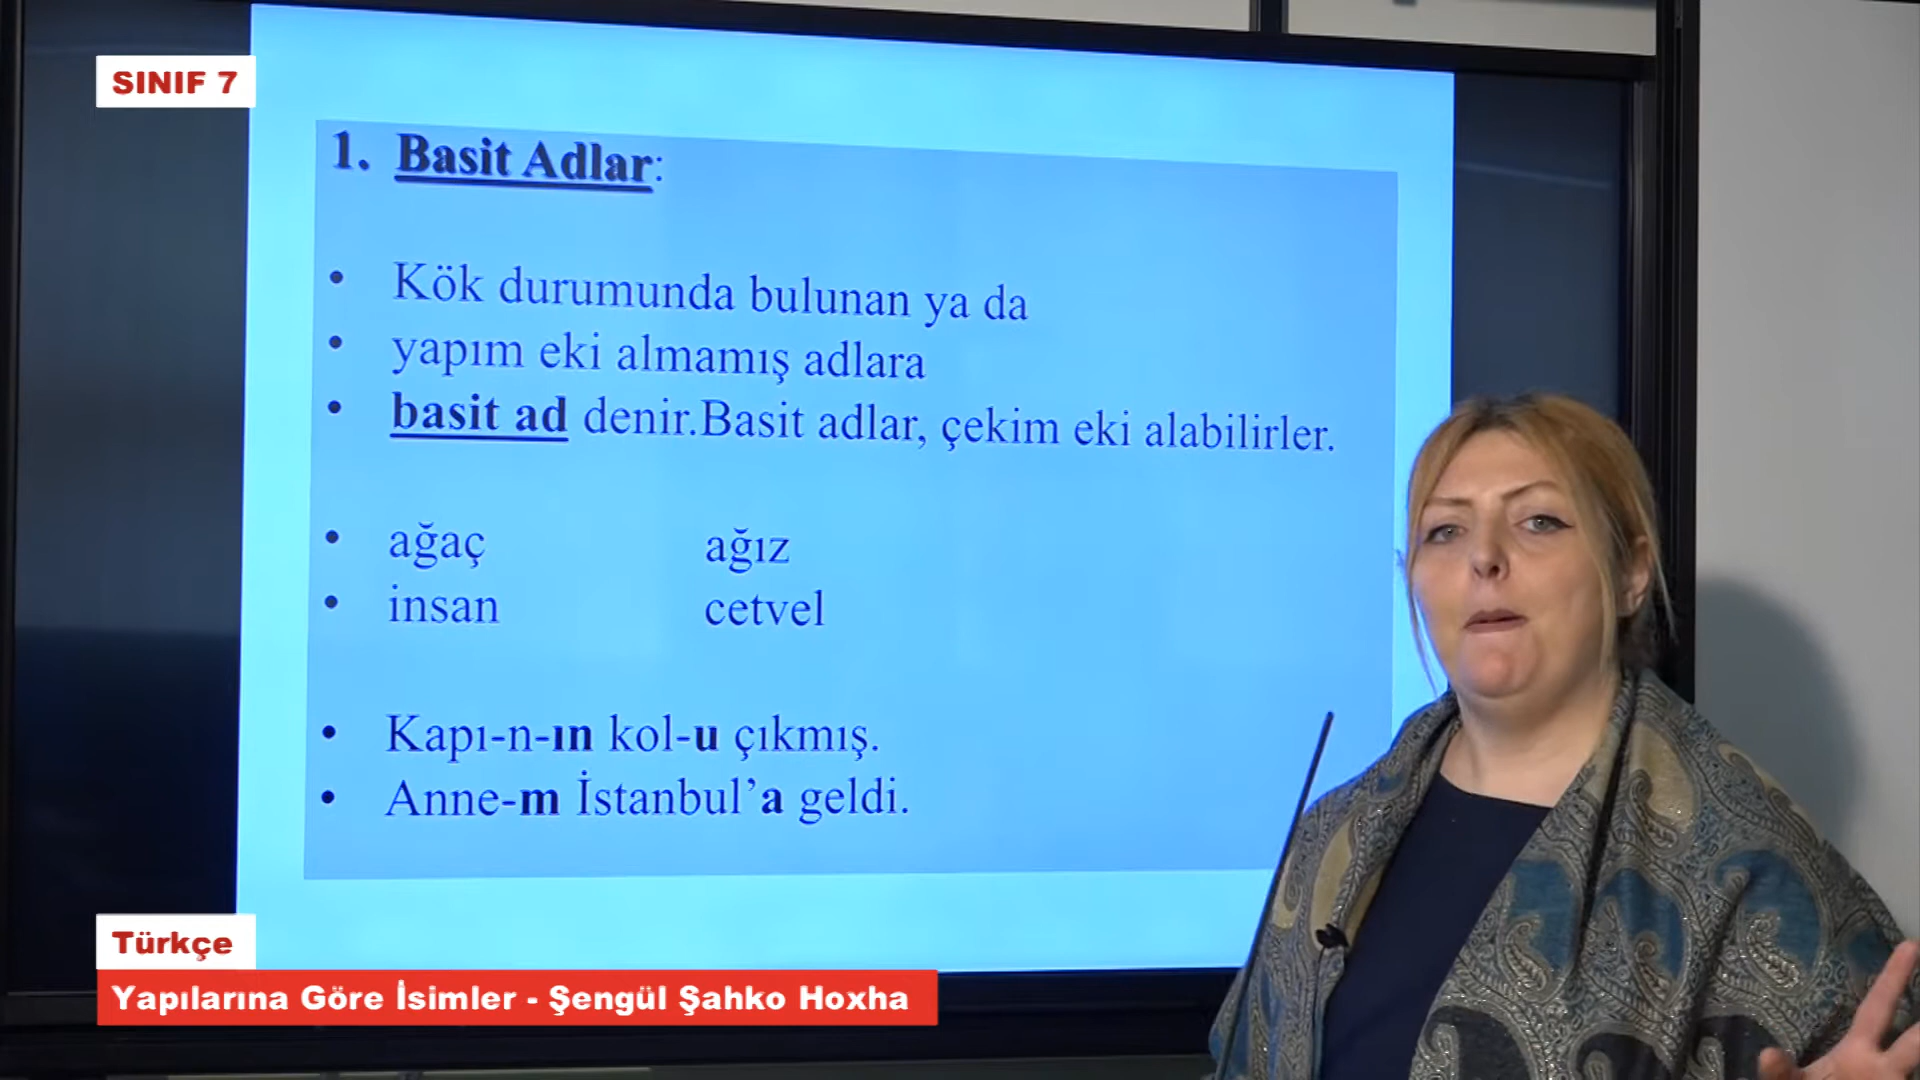 SINIF 7
1. Basit Adlar:
• Kök durumunda bulunan ya da
• yapım eki almamış adlara
• basit ad denir.Basit adlar, çekim eki alabilirler.
• ağaç ağız
• insan cetvel
• Kapı-n-ın kol-u çıkmış.
• Anne-m İstanbul’a geldi.
Türkçe
Yapılarına Göre İsimler - Şengül Şahko Hoxha